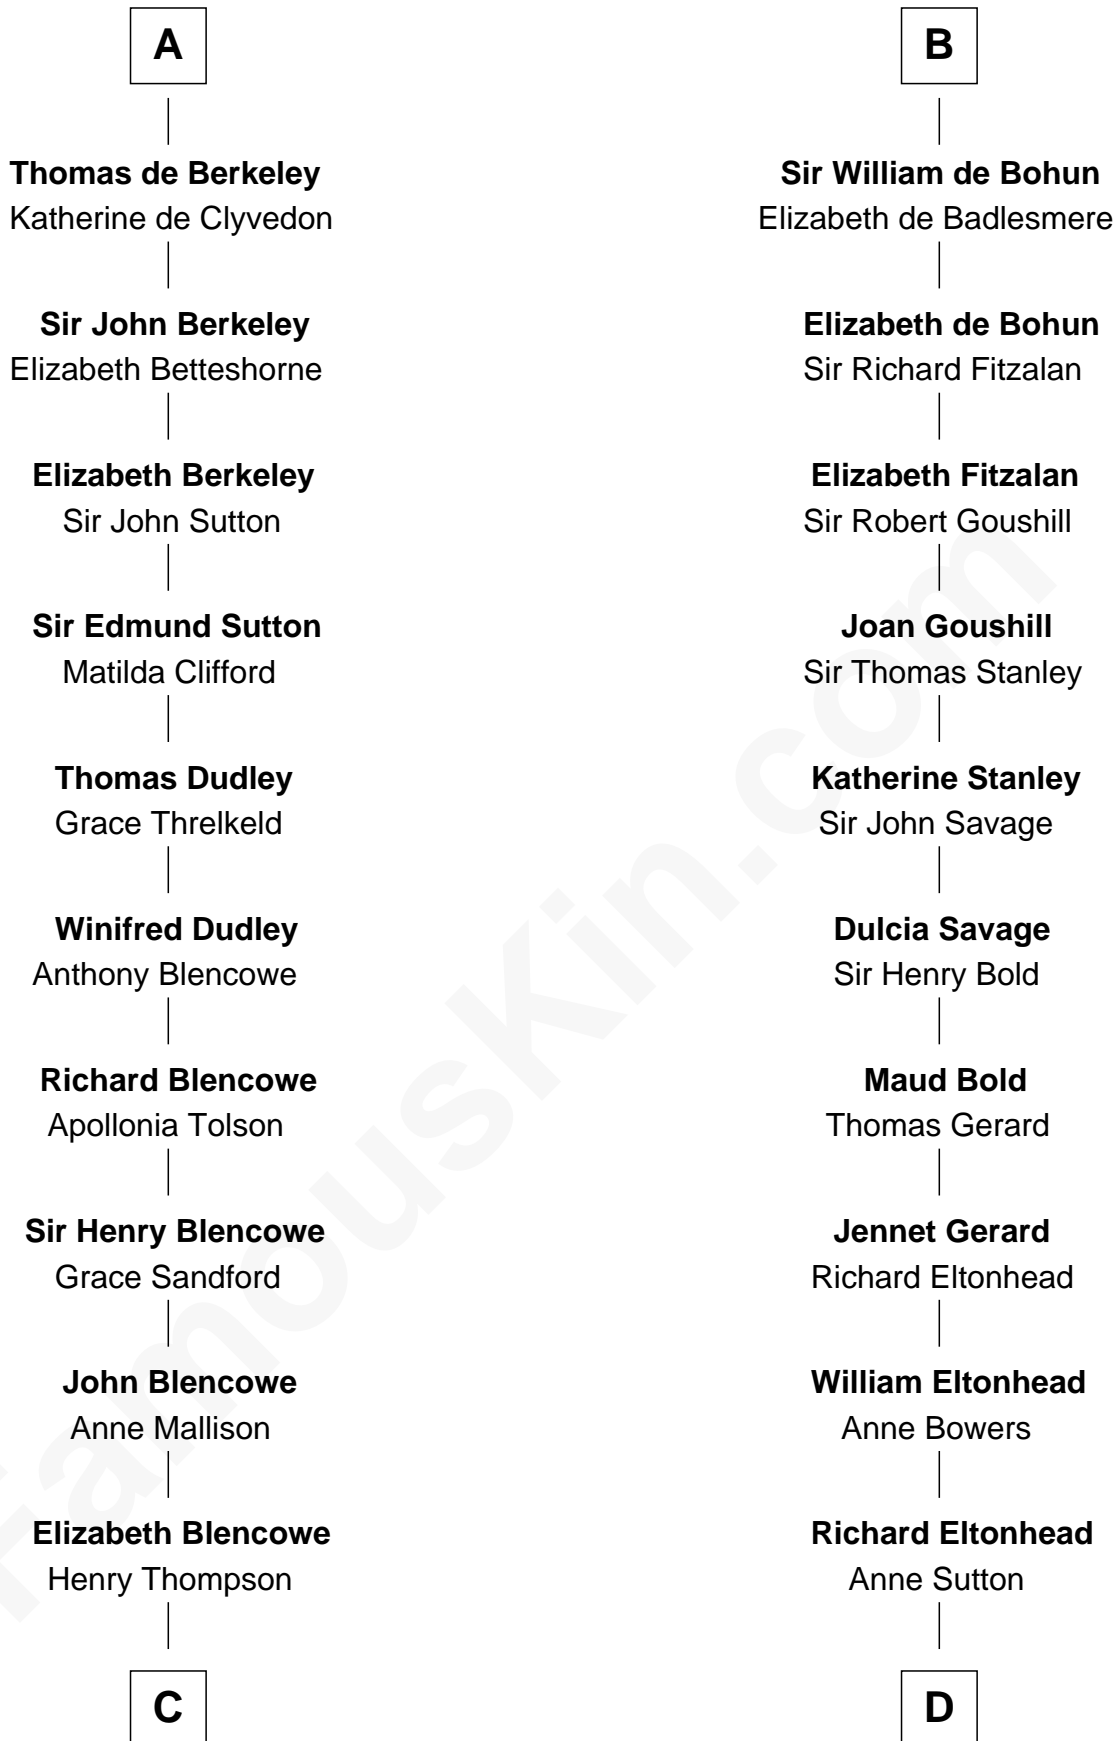 A
Thomas de Berkeley
Katherine de Clyvedon
Sir John Berkeley
Elizabeth Betteshorne
Elizabeth Berkeley
Sir John Sutton
Sir Edmund Sutton
Matilda Clifford
Thomas Dudley
Grace Threlkeld
Winifred Dudley
Anthony Blencowe
Richard Blencowe
Apollonia Tolson
Sir Henry Blencowe
Grace Sandford
John Blencowe
Anne Mallison
Elizabeth Blencowe
Henry Thompson
C
B
Sir William de Bohun
Elizabeth de Badlesmere
Elizabeth de Bohun
Sir Richard Fitzalan
Elizabeth Fitzalan
Sir Robert Goushill
Joan Goushill
Sir Thomas Stanley
Katherine Stanley
Sir John Savage
Dulcia Savage
Sir Henry Bold
Maud Bold
Thomas Gerard
Jennet Gerard
Richard Eltonhead
William Eltonhead
Anne Bowers
Richard Eltonhead
Anne Sutton
D
FamousKin.com